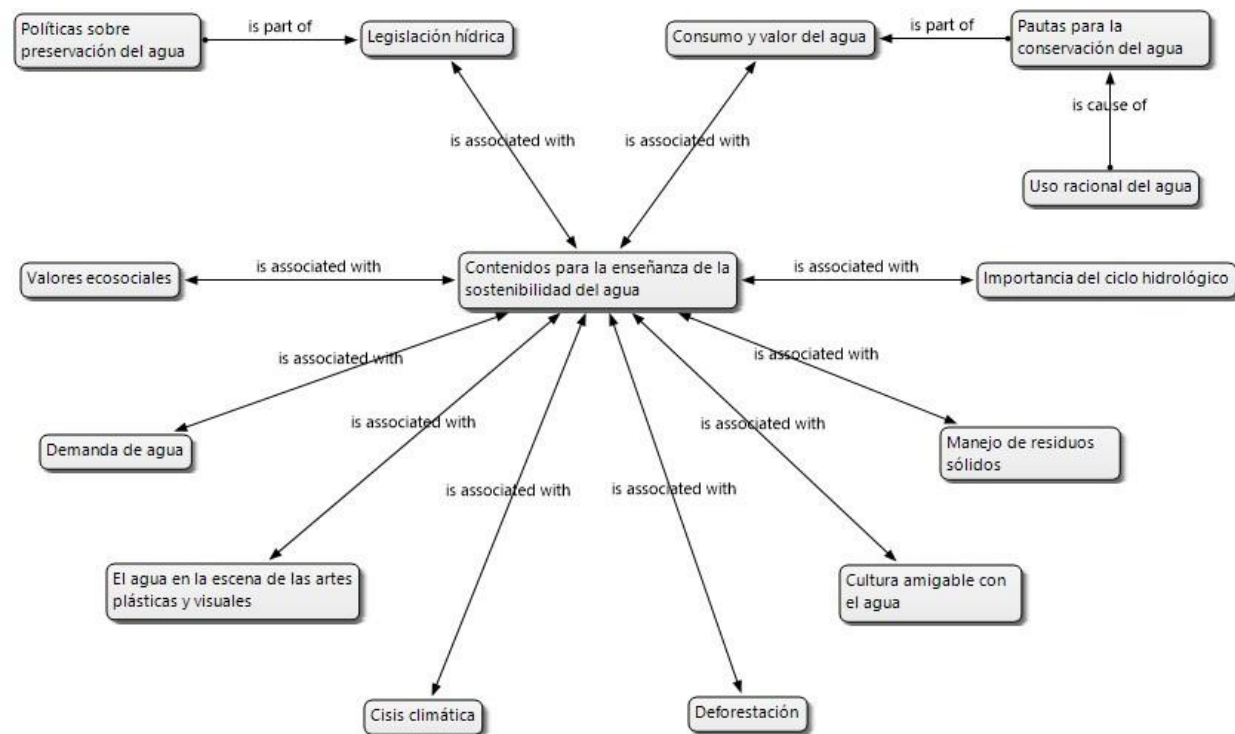 Políticas sobre
preservación del agua
is part of
Legislación hídrica
Consumo y valor del agua
is part of
Pautas para la
conservación del agua
is cause of
is associated with
is associated with
Uso racional del agua
Valores ecosociales
is associated with
Contenidos para la enseñanza de la
sostenibilidad del agua
is associated with
Importancia del ciclo hidrológico
is associated with
is associated with
Demanda de agua
is associated with
is associated with
Manejo de residuos
sólidos
is associated with
is associated with
El agua en la escena de las artes
plásticas y visuales
Cultura amigable con
el agua
Cisis climática
Deforestación